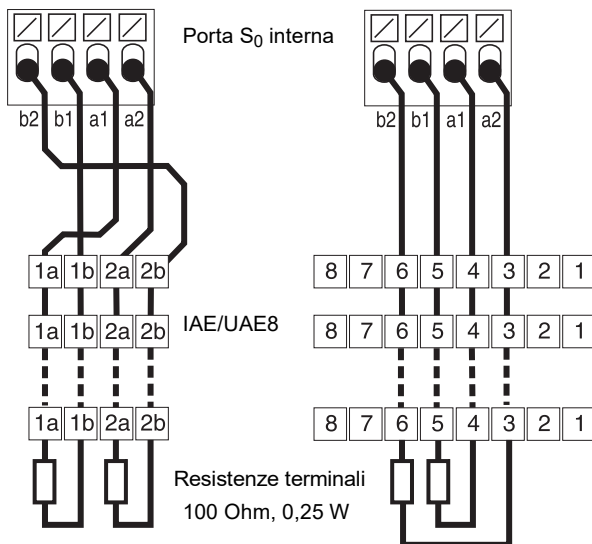 Porta S0 interna
b2 b1 a1 a2
b2 b1 a1 a2
1a 1b 2a 2b
8 7 6 5 4 3 2 1
1a 1b 2a 2b
IAE/UAE8
8 7 6 5 4 3 2 1
1a 1b 2a 2b
8 7 6 5 4 3 2 1
Resistenze terminali
100 Ohm, 0,25 W